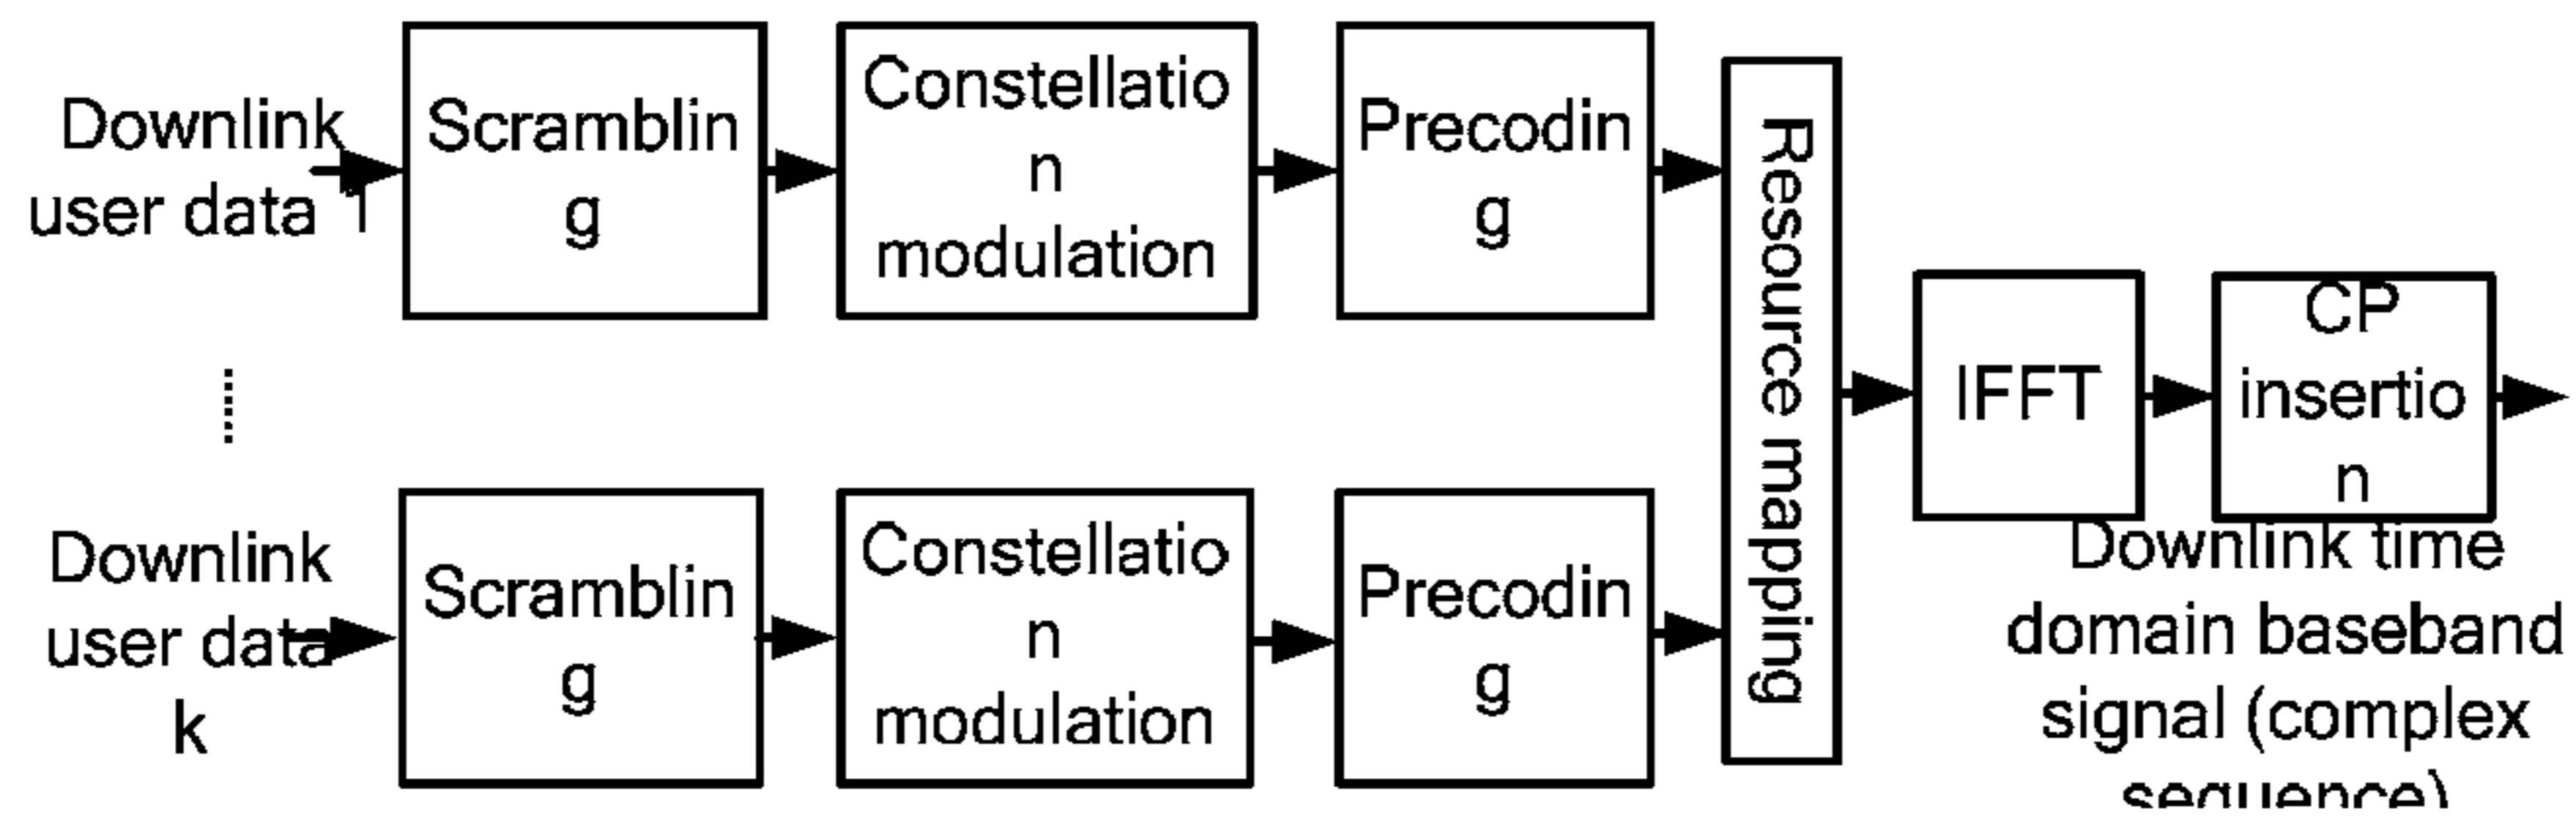 Downlink
user data 1
Scramblin
g
Constellatio
n
modulation
Precodin
g
Resource mapping
IFFT
CP
insertio
n
Downlink
user data
k
Scramblin
g
Constellatio
n
modulation
Precodin
g
Downlink time
domain baseband
signal (complex
sequence)